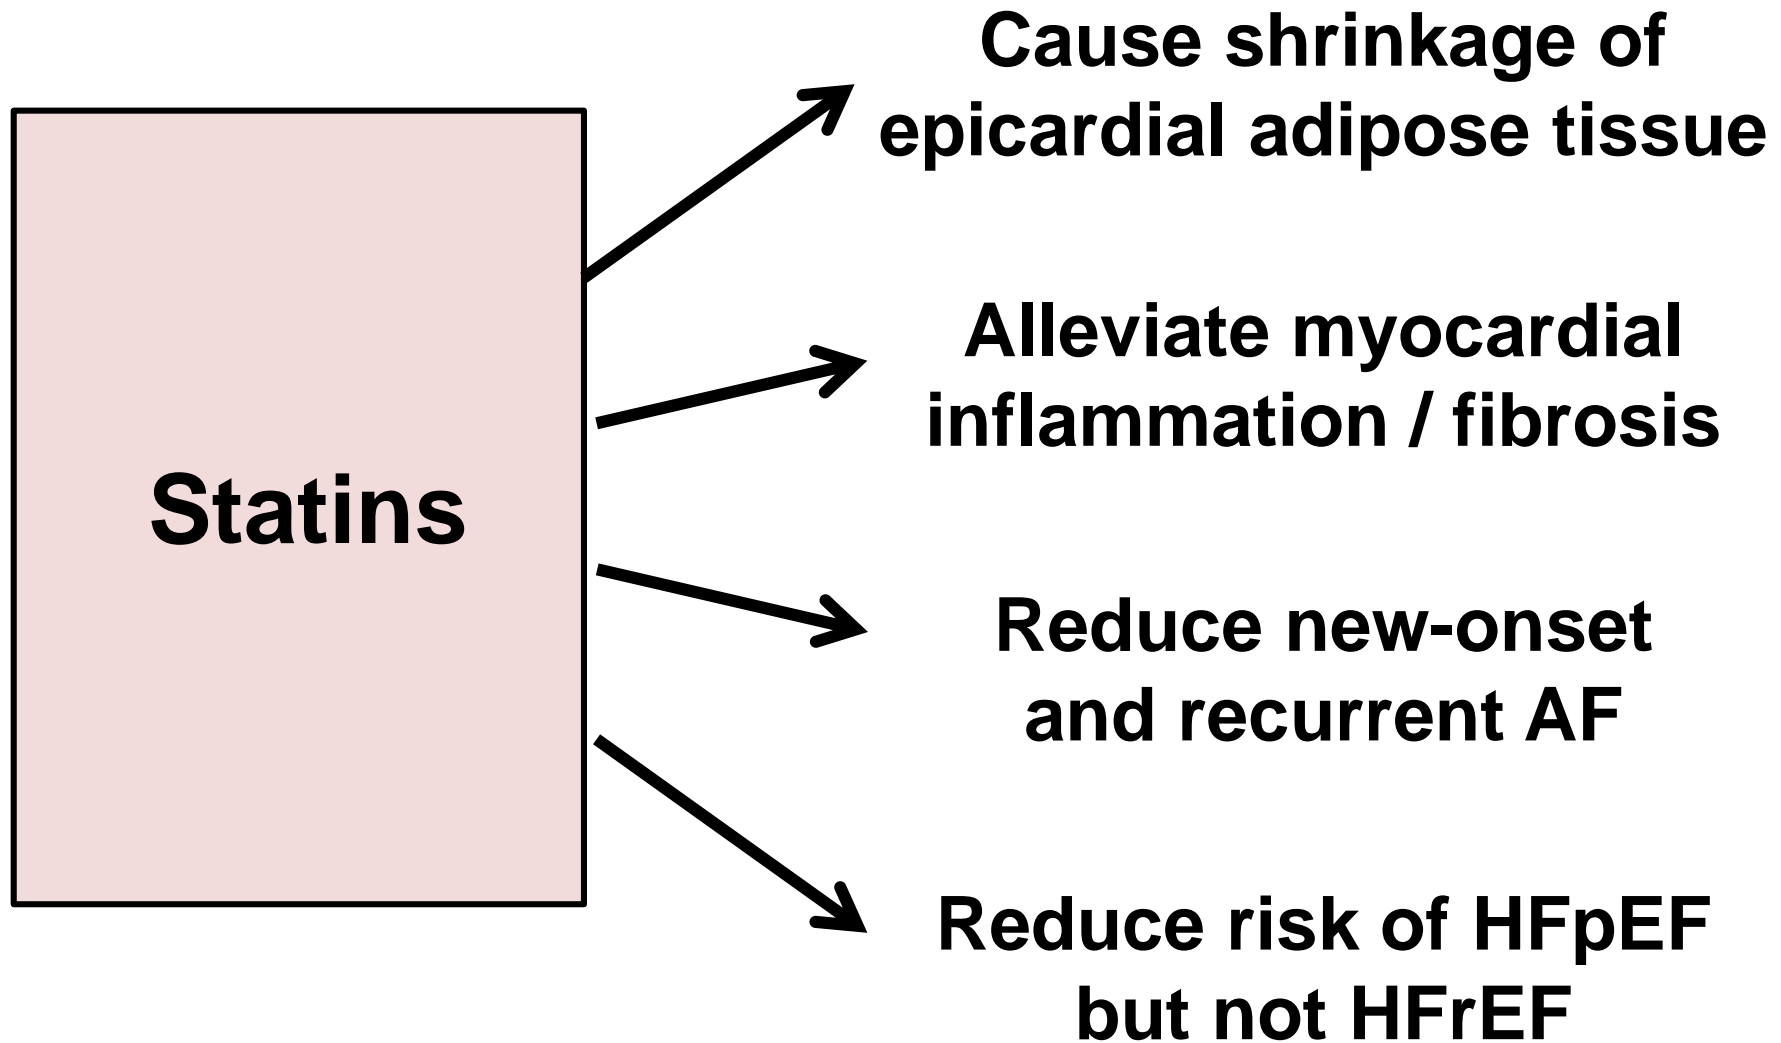 Statins
Cause shrinkage of
epicardial adipose tissue
Alleviate myocardial
inflammation / fibrosis
Reduce new-onset
and recurrent AF
Reduce risk of HFpEF
but not HFrEF